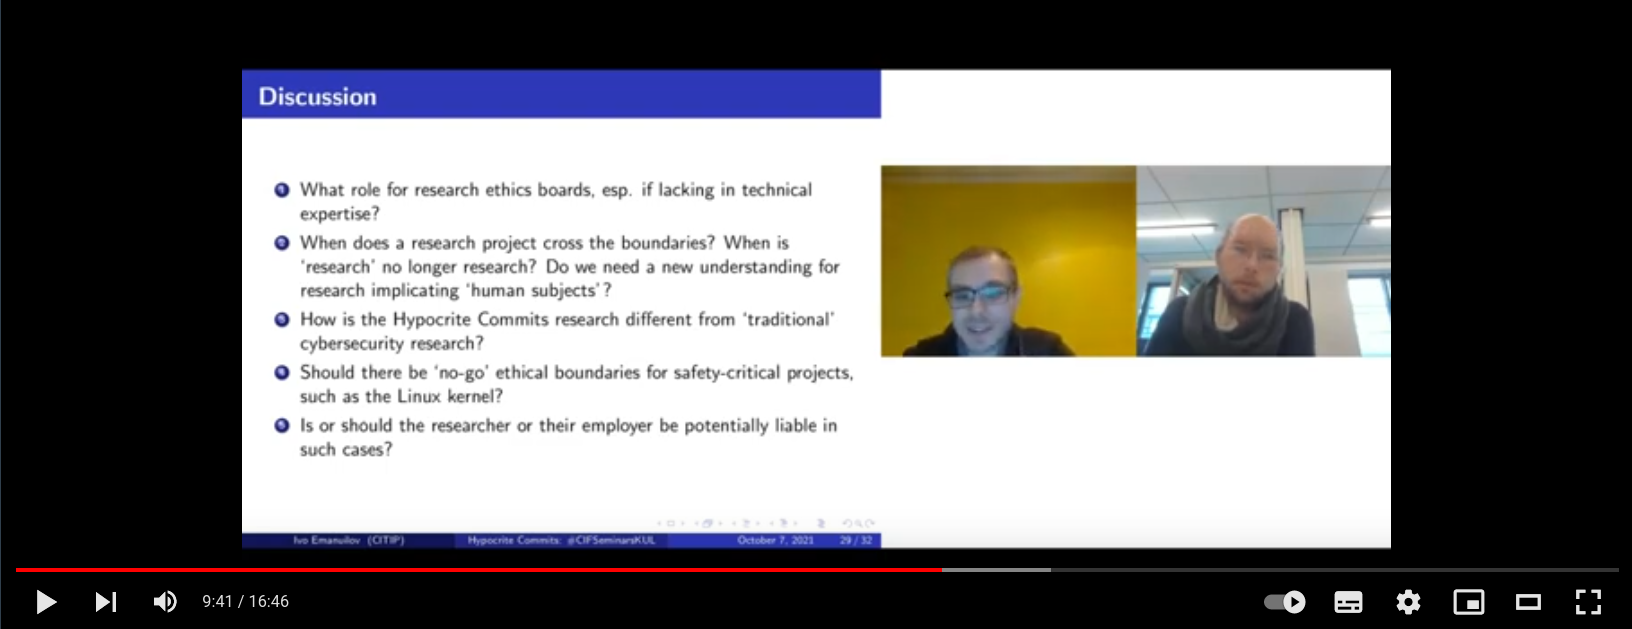 Discussion
What role for research ethics boards, esp. if lacking in technical
expertise?
When does a research project cross the boundaries? When is
'research' no longer research? Do we need a new understanding for
research implicating 'human subjects'?
How is the Hypocrite Commits research different from 'traditional'
cybersecurity research?
Should there be 'no-go' ethical boundaries for safety-critical projects,
such as the Linux kernel?
Is or should the researcher or their employer be potentially liable in
such cases?
Ivo Emanuilov (CITIP) Hypocrite Commits: #CIFSeminarsKUL October 7, 2021 29 / 32
9:41 / 16:46